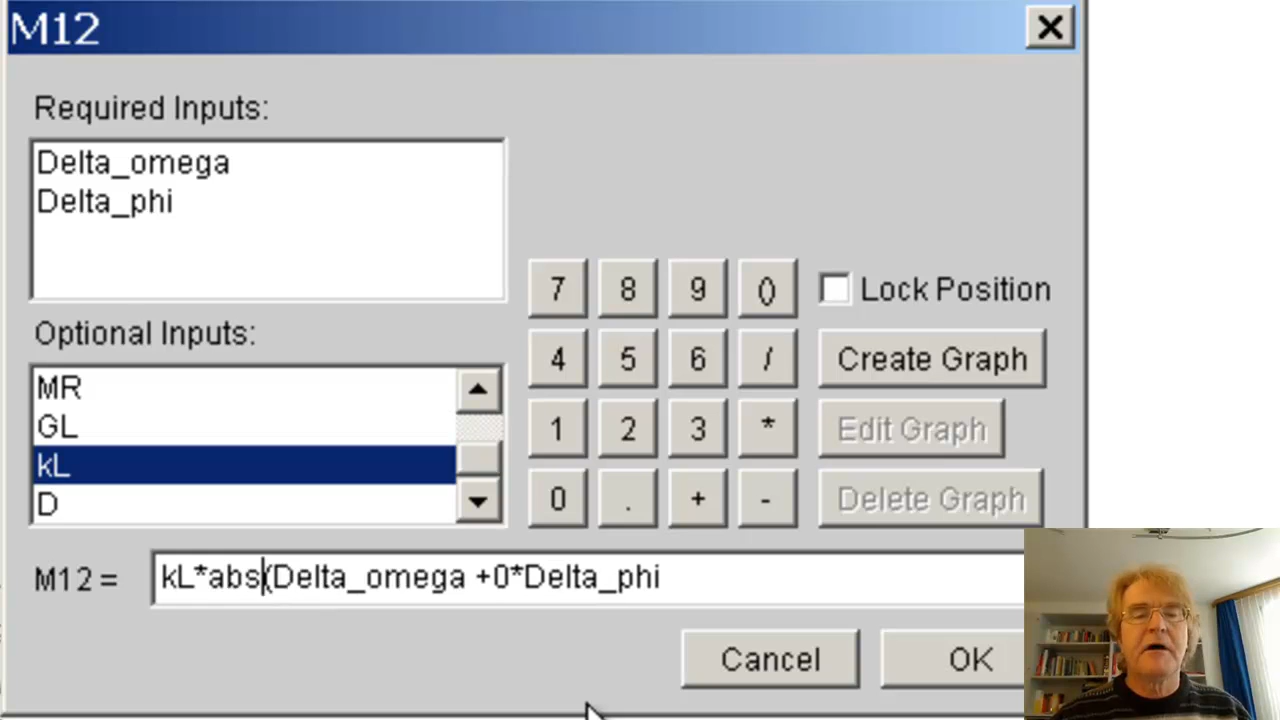 M12
Required Inputs:
Delta_omega
Delta_phi
Optional Inputs:
MR
GL
kL
D
7 8 9 ()
4 5 6 /
1 2 3 *
0 . + -
Lock Position
Create Graph
Edit Graph
Delete Graph
M12 = kL*abs(Delta_omega +0*Delta_phi
Cancel OK